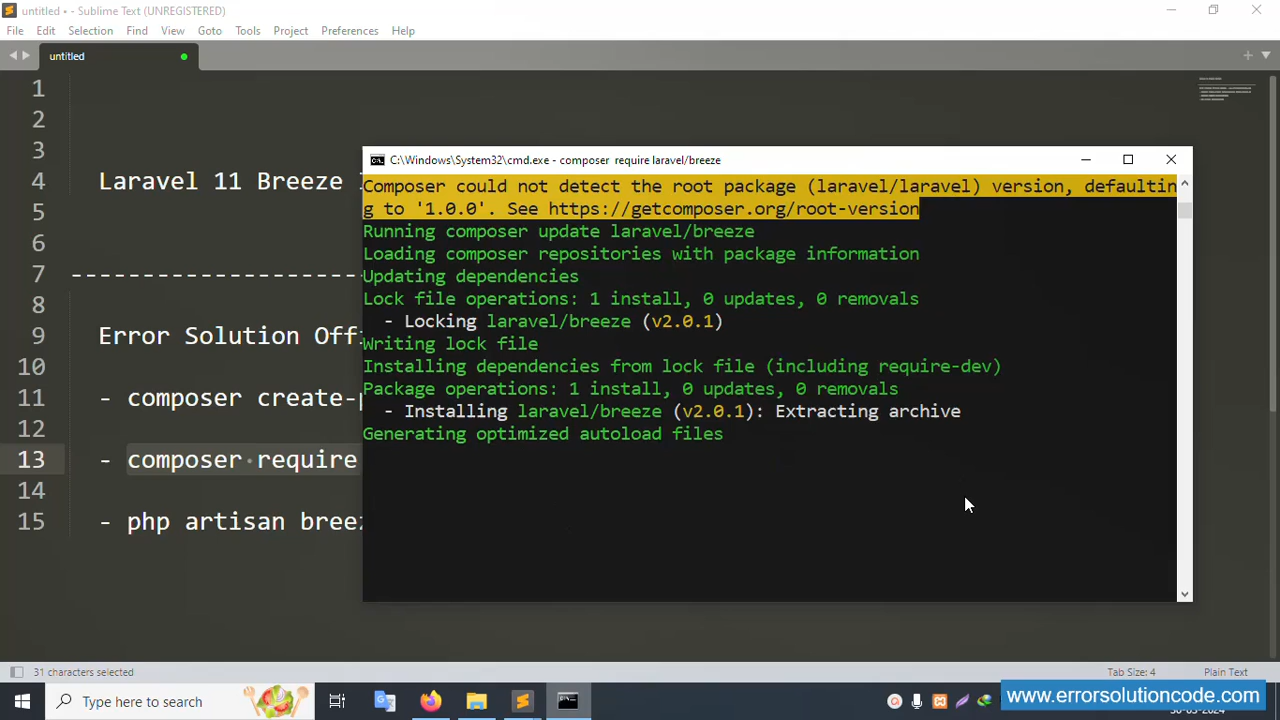 untitled • - Sublime Text (UNREGISTERED)
File Edit Selection Find View Goto Tools Project Preferences Help
untitled
1
2
3
4 Laravel 11 Breeze
5
6
7 --------------------
8
9 Error Solution
10
11 - composer create-
12
13 - composer require
14
15 - php artisan
C:\Windows\System32\cmd.exe - composer require laravel/breeze
Composer could not detect the root package (laravel/laravel) version, defaultin
g to '1.0.0'. See https://getcomposer.org/root-version
Running composer update laravel/breeze
Loading composer repositories with package information
Updating dependencies
Lock file operations: 1 install, 0 updates, 0 removals
- Locking laravel/breeze (v2.0.1)
Writing lock file
Installing dependencies from lock file (including require-dev)
Package operations: 1 install, 0 updates, 0 removals
- Installing laravel/breeze (v2.0.1): Extracting archive
Generating optimized autoload files
31 characters selected
Tab Size: 4
Plain Text
Type here to search
www.errorsolutioncode.com